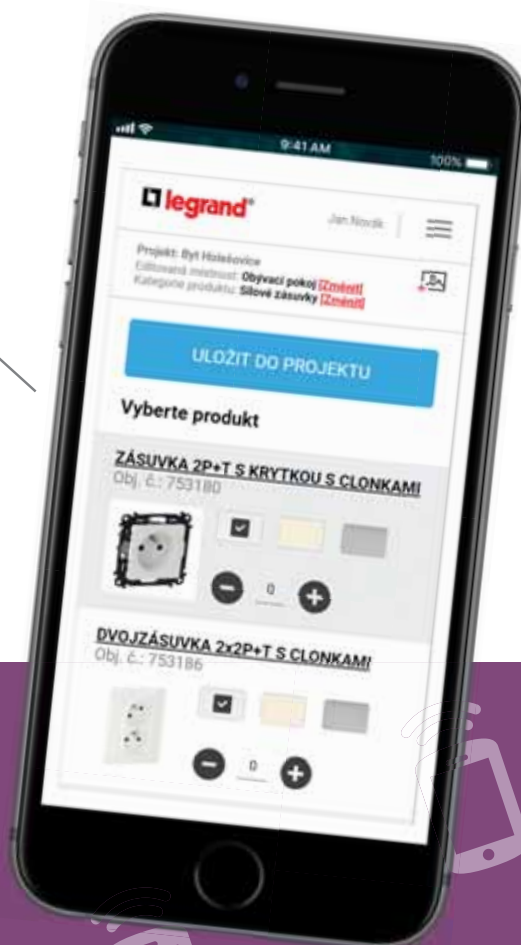 9:41 AM
100%
legrand®
Jan Novák
Projekt: Byt Holešovice
Editovaná místnost: Obývací pokoj [Změnit]
Kategorie produktu: Silové zásuvky [Změnit]
ULOŽIT DO PROJEKTU
Vyberte produkt
ZÁSUVKA 2P+T S KRYTKOU S CLONKAMI
Obj. č.: 753180
0
DVOJZÁSUVKA 2x2P+T S CLONKAMI
Obj. č.: 753186
0